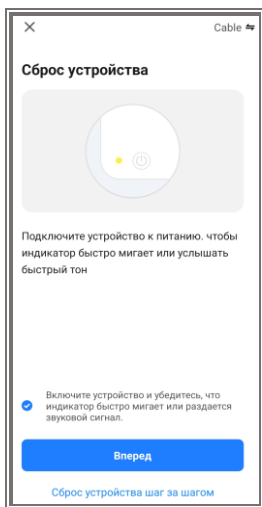 Cable
Сброс устройства
Подключите устройство к питанию. чтобы
индикатор быстро мигает или услышать
быстрый тон
Включите устройство и убедитесь, что
индикатор быстро мигает или раздается
звуковой сигнал.
Вперед
Сброс устройства шаг за шагом